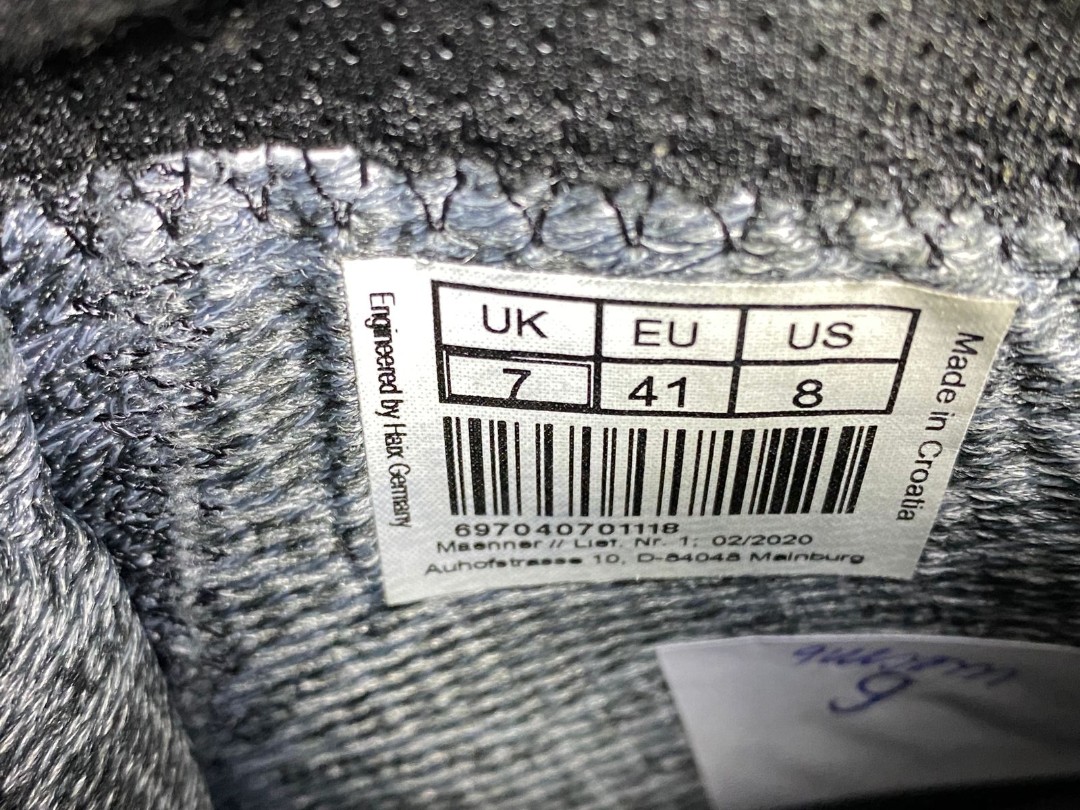 Engineered by Haix Germany
UK EU US
7 41 8
Made in Croatia
697040701118
Maenner // Lief. Nr. 1; 02/2020
Auhofstrasse 10, D-84048 Mainburg